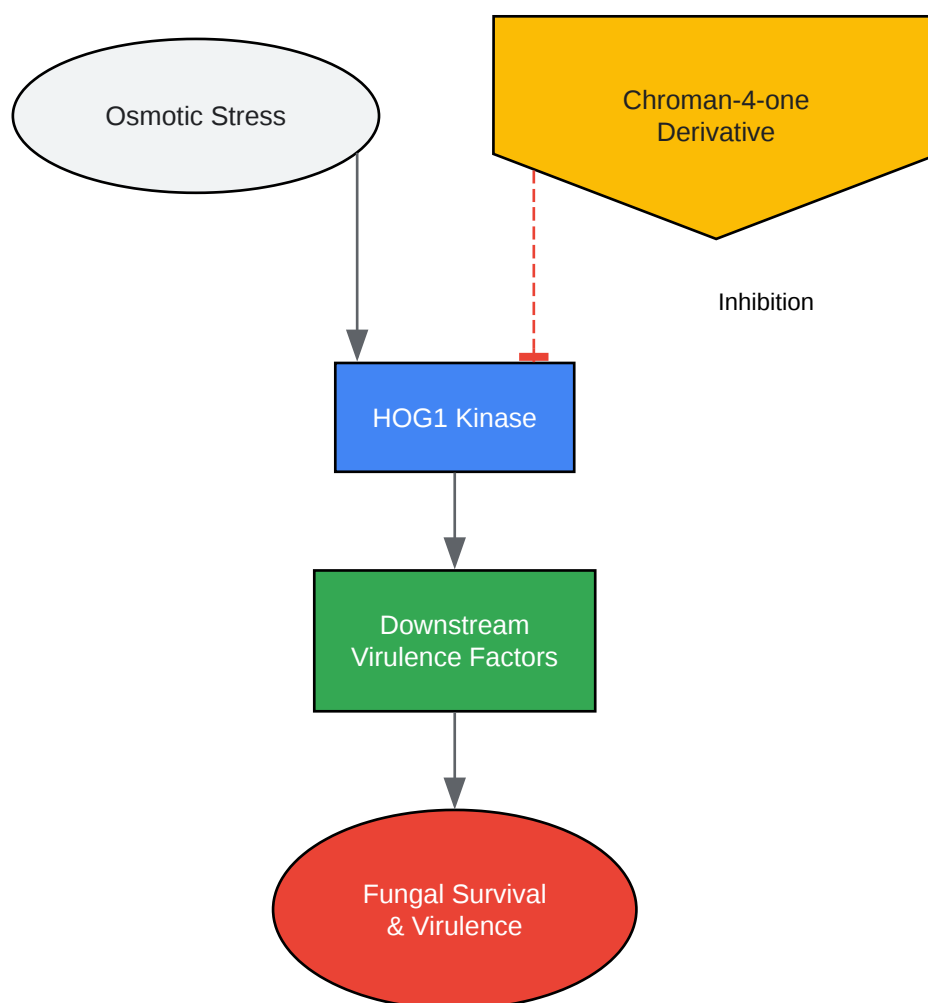 Osmotic Stress
Chroman-4-one
Derivative
Inhibition
HOG1 Kinase
Downstream
Virulence Factors
Fungal Survival
& Virulence